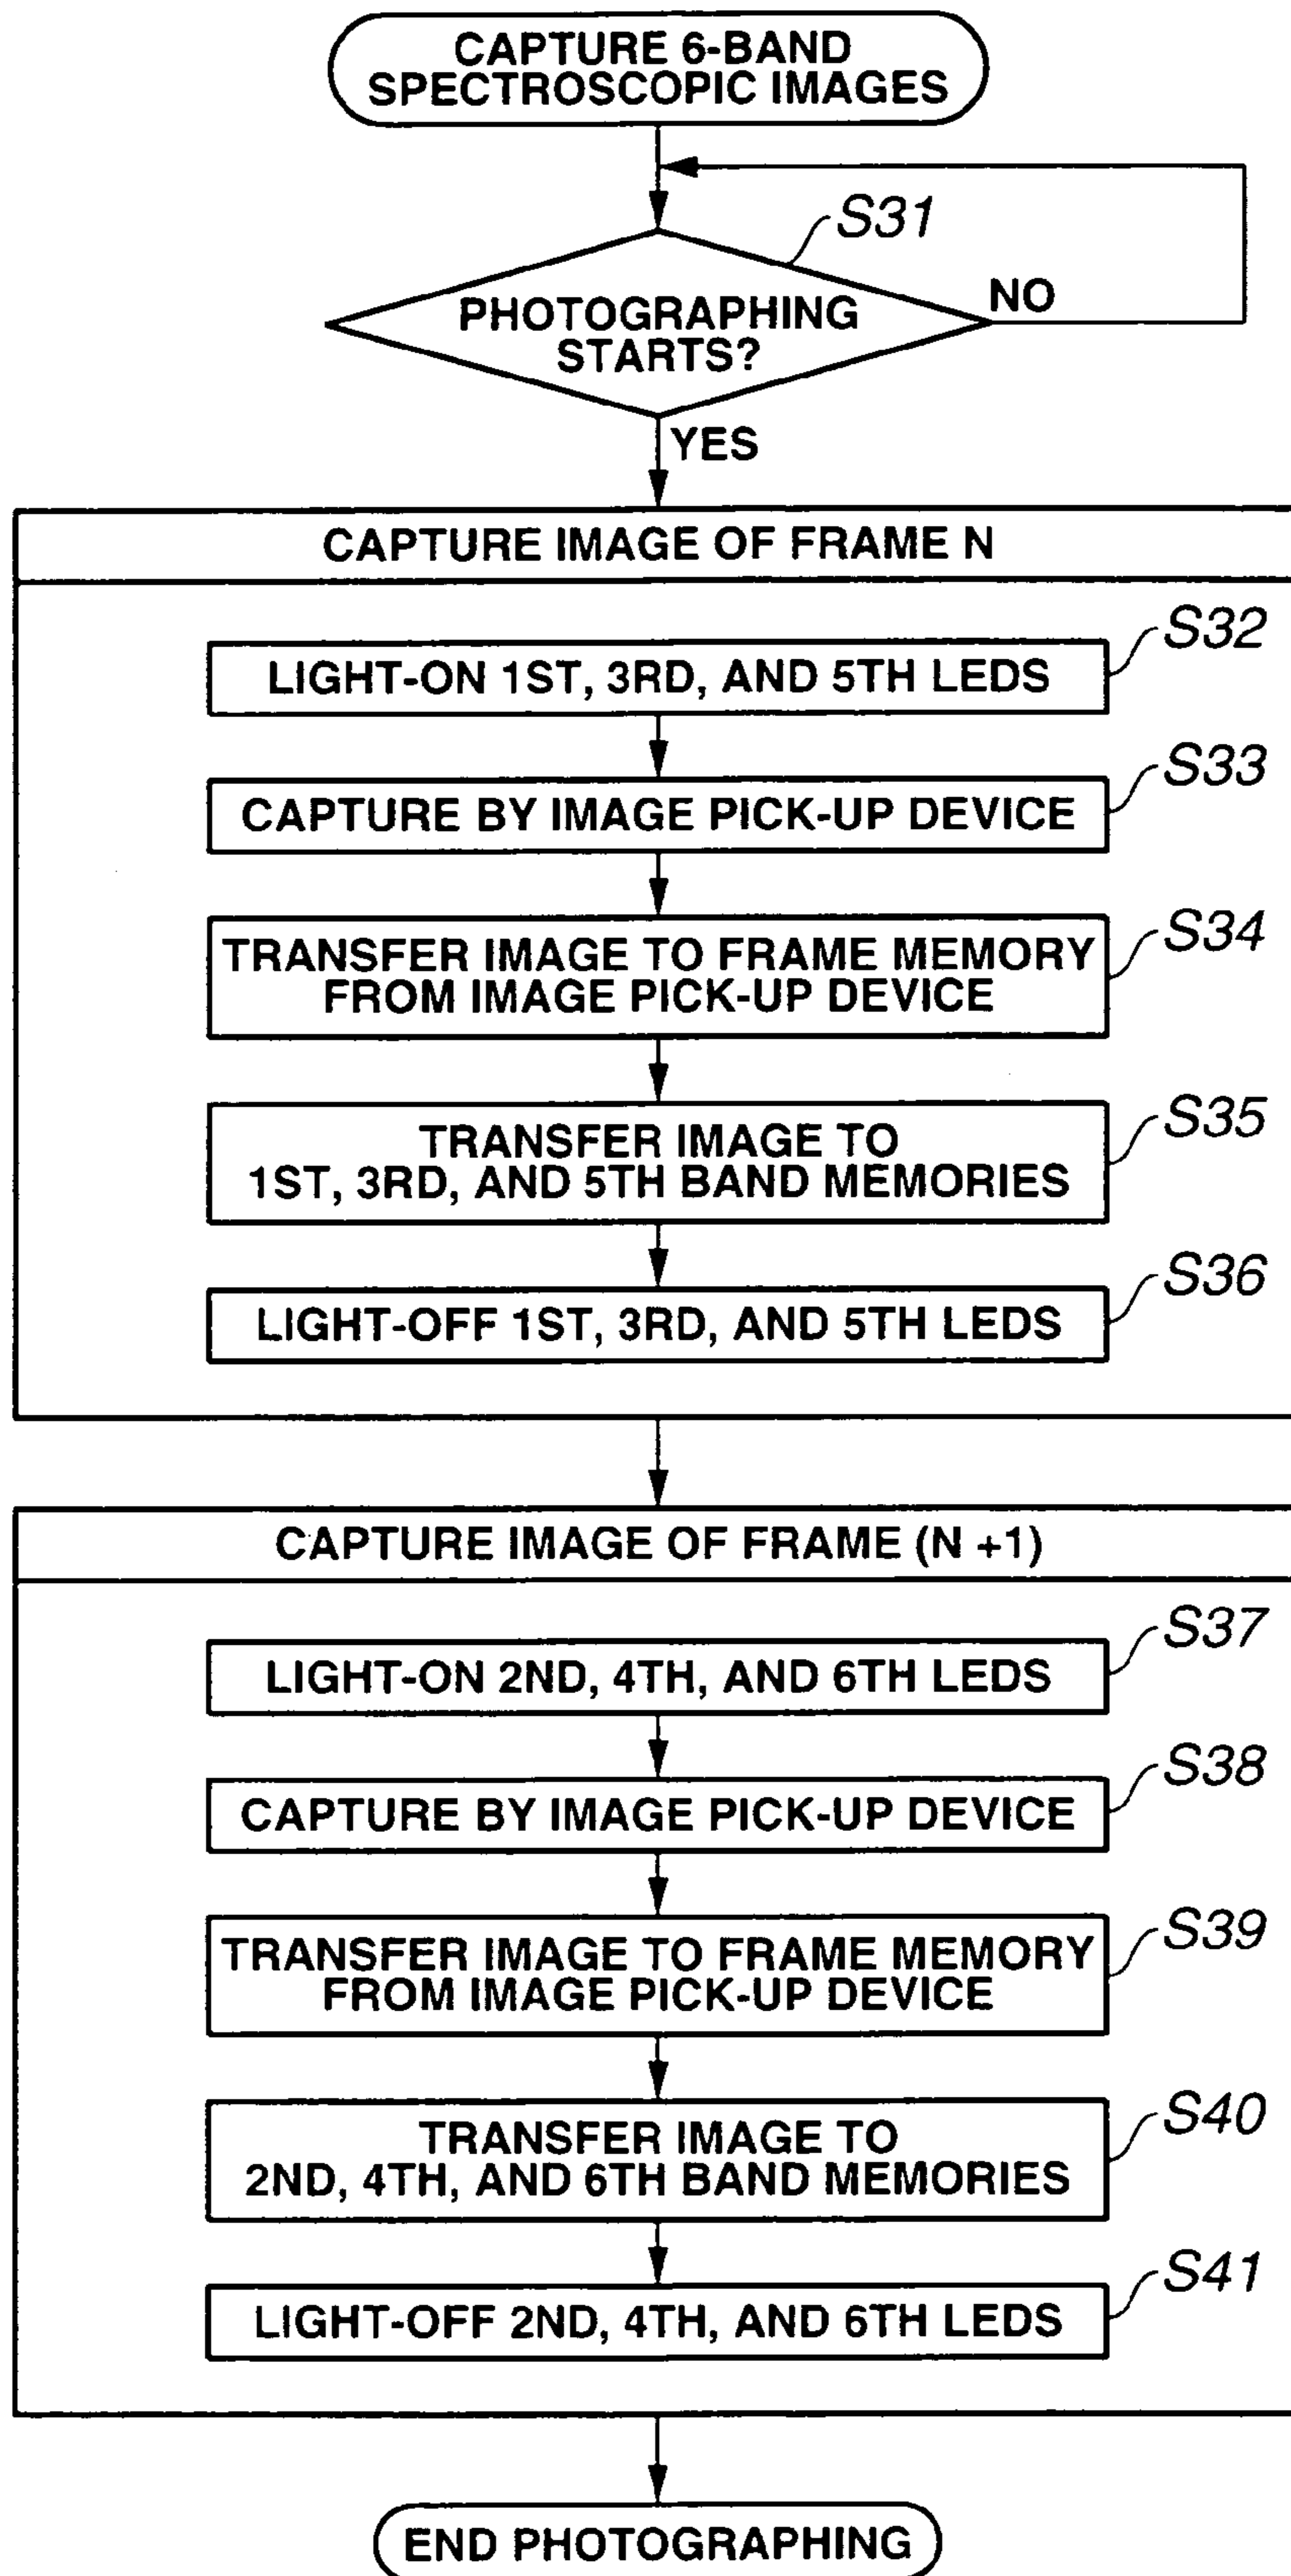 CAPTURE 6-BAND
SPECTROSCOPIC IMAGES
S31
PHOTOGRAPHING
STARTS?
NO
YES
CAPTURE IMAGE OF FRAME N
S32
LIGHT-ON 1ST, 3RD, AND 5TH LEDS
S33
CAPTURE BY IMAGE PICK-UP DEVICE
S34
TRANSFER IMAGE TO FRAME MEMORY
FROM IMAGE PICK-UP DEVICE
S35
TRANSFER IMAGE TO
1ST, 3RD, AND 5TH BAND MEMORIES
S36
LIGHT-OFF 1ST, 3RD, AND 5TH LEDS
CAPTURE IMAGE OF FRAME (N +1)
S37
LIGHT-ON 2ND, 4TH, AND 6TH LEDS
S38
CAPTURE BY IMAGE PICK-UP DEVICE
S39
TRANSFER IMAGE TO FRAME MEMORY
FROM IMAGE PICK-UP DEVICE
S40
TRANSFER IMAGE TO
2ND, 4TH, AND 6TH BAND MEMORIES
S41
LIGHT-OFF 2ND, 4TH, AND 6TH LEDS
END PHOTOGRAPHING